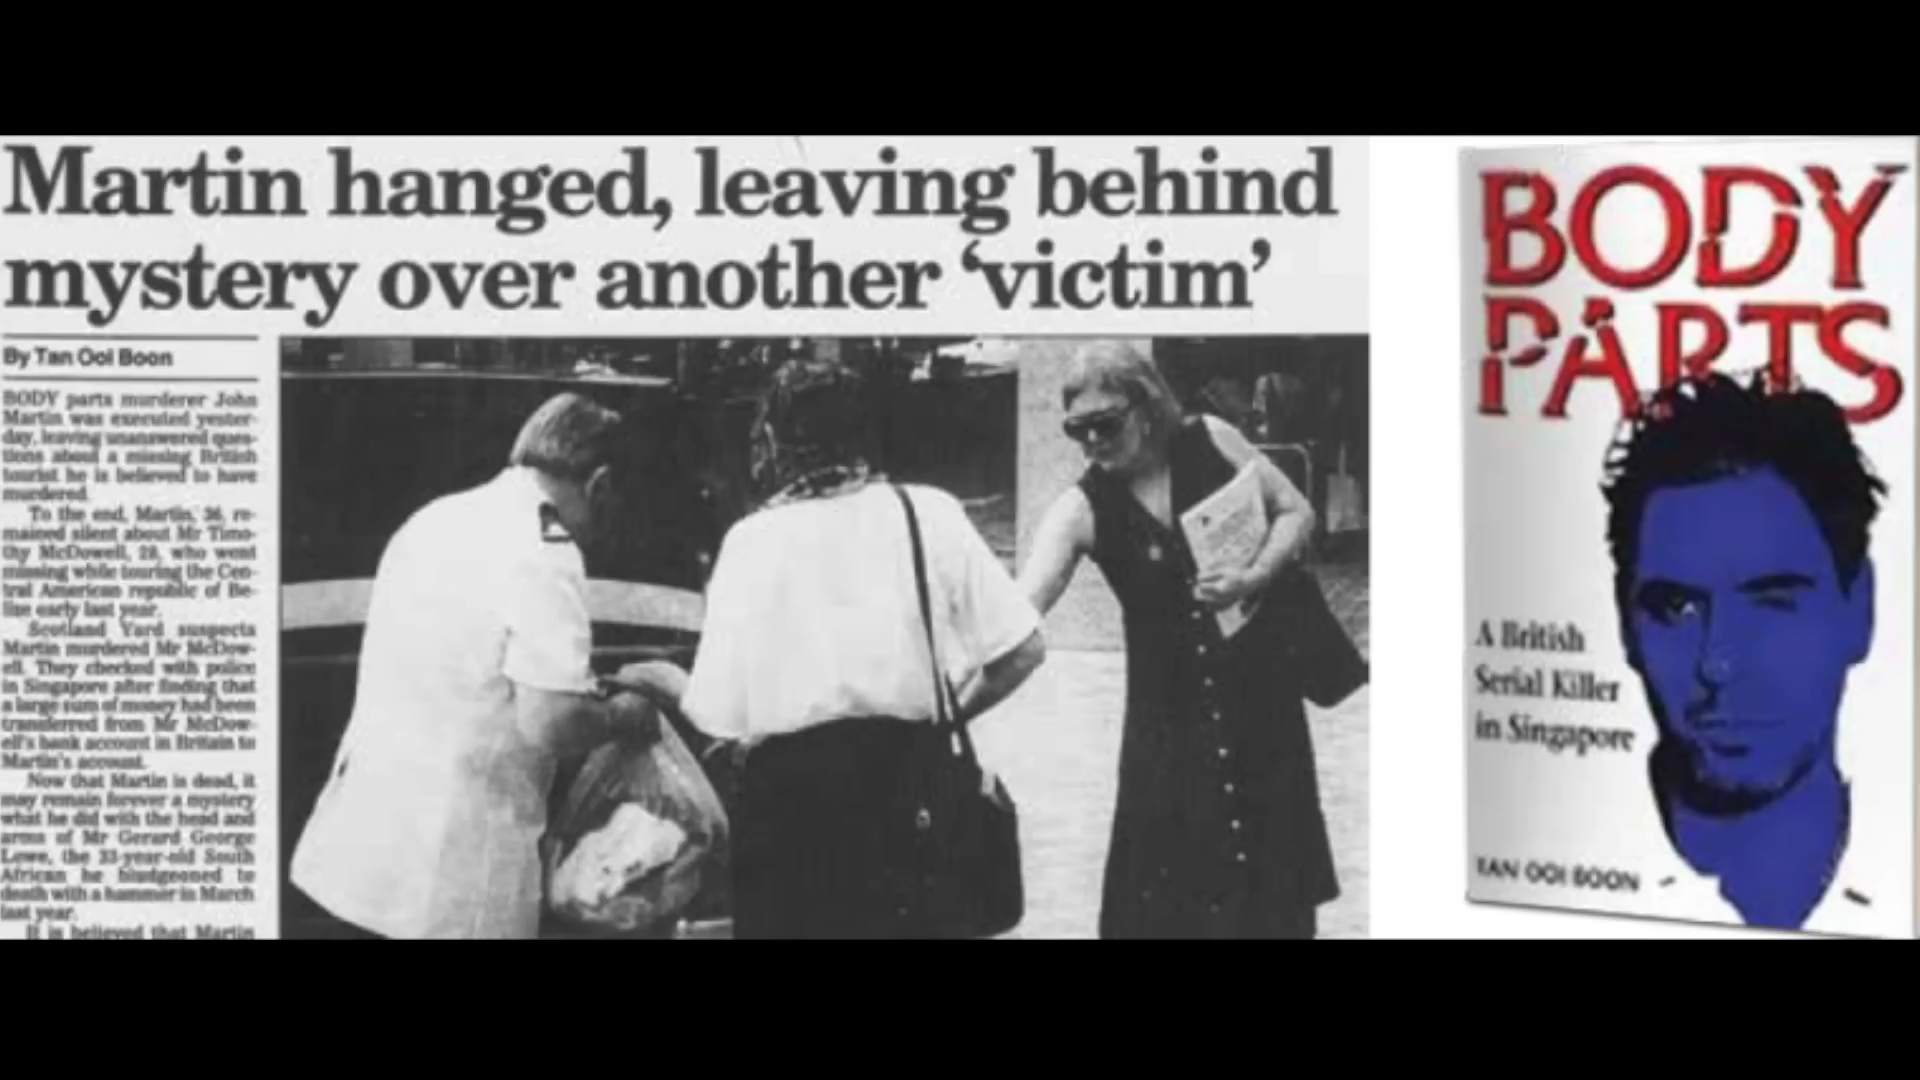 Martin hanged, leaving behind
mystery over another ‘victim’
By Tan Ooi Boon
BODY parts murderer John
Martin was executed yester-
day, leaving unanswered ques-
tions about a missing British
tourist he is believed to have
murdered.
To the end, Martin, 36, re-
mained silent about Mr Timo-
thy McDowell, 28, who went
missing while touring the Cen-
tral American republic of Be-
lize early last year.
Scotland Yard suspects
Martin murdered Mr McDow-
ell. They checked with police
in Singapore after finding that
a large sum of money had been
transferred from Mr McDow-
ell's bank account in Britain to
Martin's account.
Now that Martin is dead, it
may remain forever a mystery
what he did with the head and
arms of Mr Gerard George
Lowe, the 33-year-old South
African he bludgeoned to
death with a hammer in March
last year.
It is believed that Martin
BODY
PARTS
A British
Serial Killer
in Singapore
TAN OOI BOON